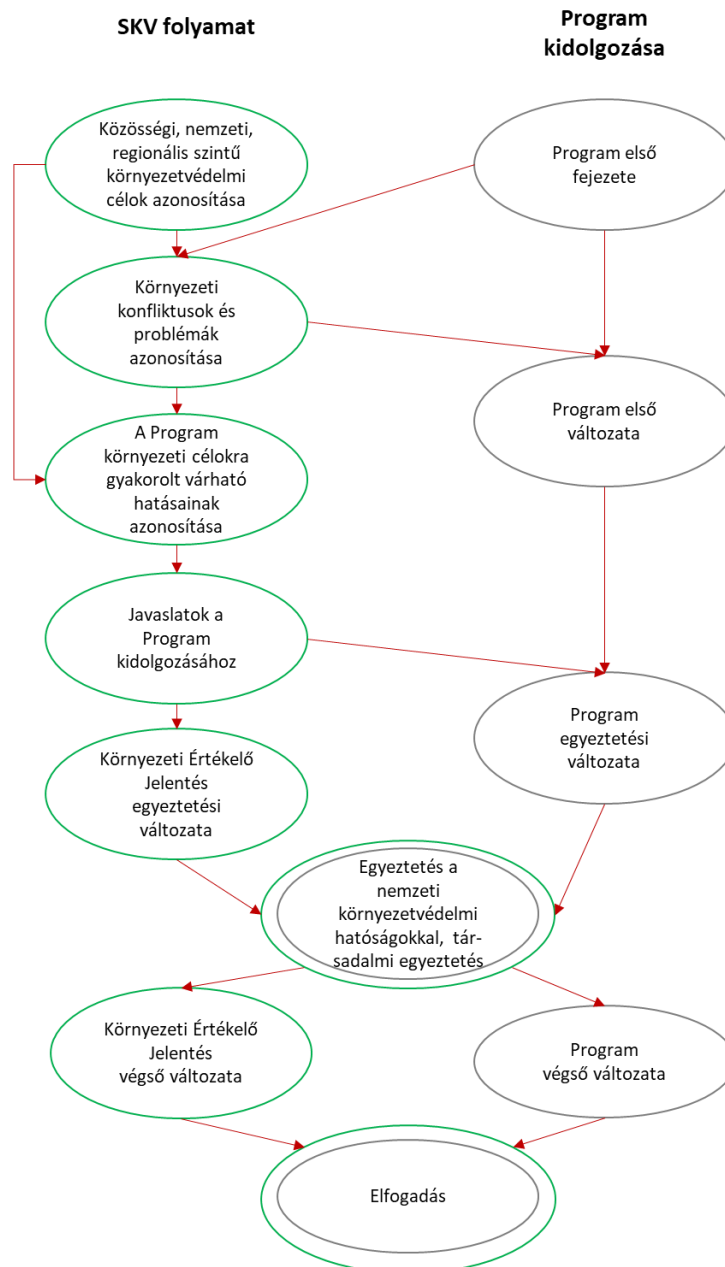 SKV folyamat
Program
kidolgozása
Közösségi, nemzeti,
regionális szintű
környezetvédelmi
célok azonosítása
Program első
fejezete
Környezeti
konfliktusok és
problémák
azonosítása
Program első
változata
A Program
környezeti célokra
gyakorolt várható
hatásainak
azonosítása
Javaslatok a
Program
kidolgozásához
Program
egyeztetési
változata
Környezeti Értékelő
Jelentés
egyeztetési
változata
Egyeztetés a
nemzeti
környezetvédelmi
hatóságokkal, tár-
sadalmi egyeztetés
Környezeti Értékelő
Jelentés
végső változata
Program
végső változata
Elfogadás